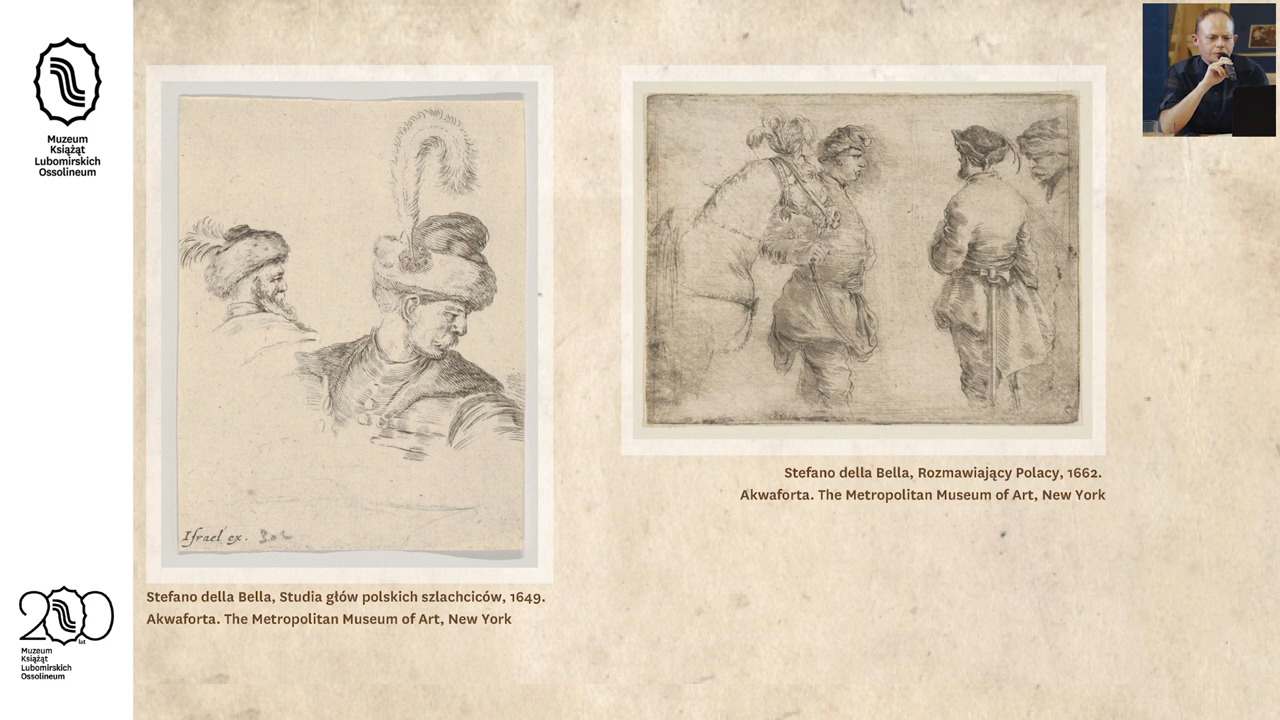 Muzeum
Książąt
Lubomirskich
Ossolineum
Israel ex.
Stefano della Bella, Studia głów polskich szlachciców, 1649.
Akwaforta. The Metropolitan Museum of Art, New York
Stefano della Bella, Rozmawiający Polacy, 1662.
Akwaforta. The Metropolitan Museum of Art, New York
200
lat
Muzeum
Książąt
Lubomirskich
Ossolineum